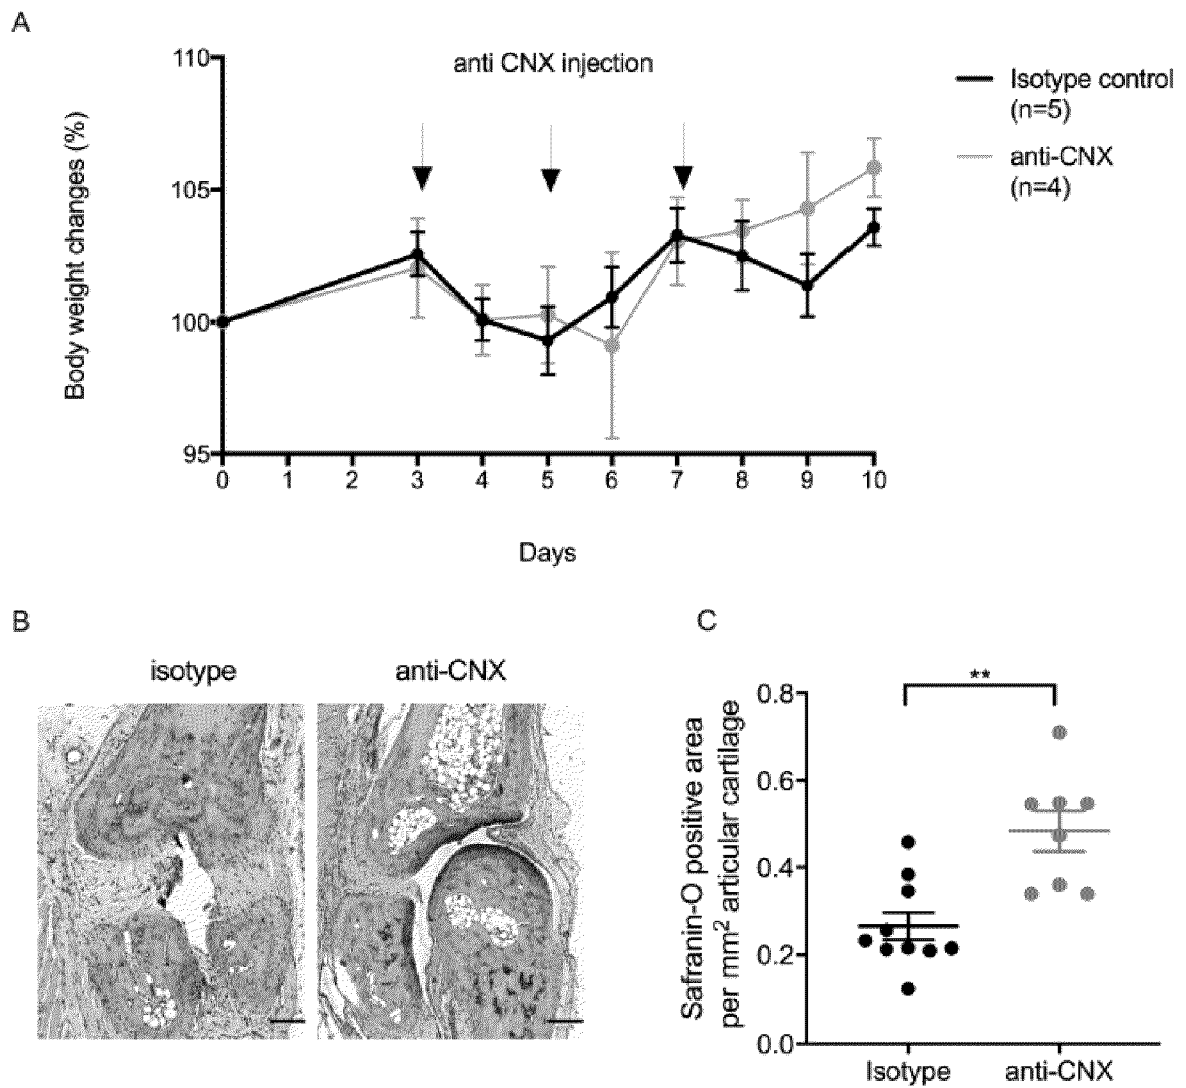 A
anti CNX injection
Isotype control
(n=5)
anti-CNX
(n=4)
Body weight changes (%)
110
105
100
95
0 1 2 3 4 5 6 7 8 9 10
Days
B
isotype
anti-CNX
C
**
Safranin-O positive area
per mm² articular cartilage
0.8
0.6
0.4
0.2
0.0
Isotype
anti-CNX